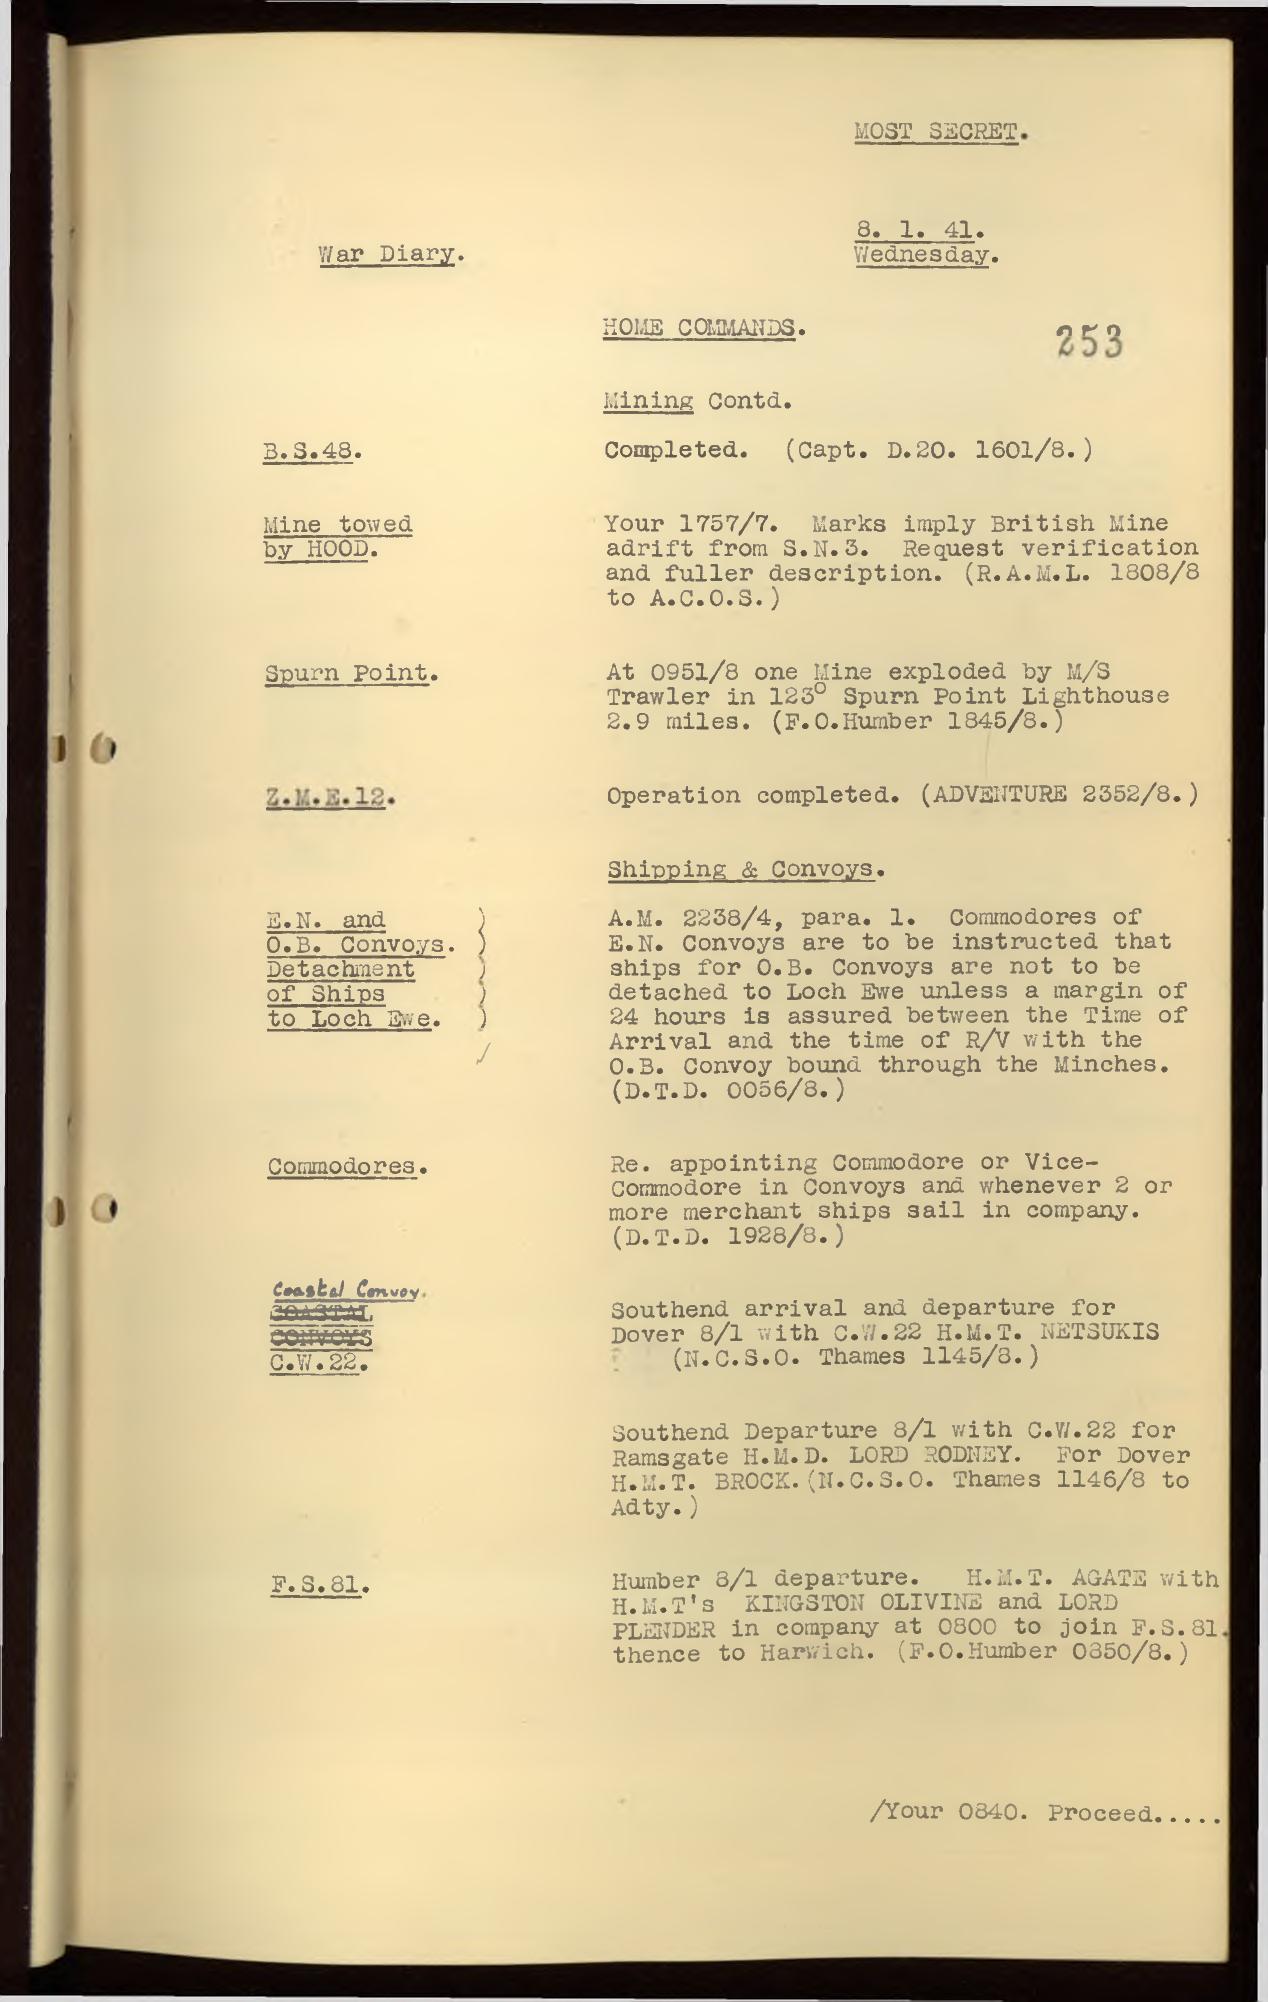 MOST SECRET.
8. 1. 41.
War Diary.
Wednesday.
HOME COMMANDS.
253
Mining Contd.
B.S.48.
Completed. (Capt. D.20. 1601/8.)
Mine towed
by HOOD.
Your 1757/7. Marks imply British Mine
adrift from S.N.3. Request verification
and fuller description. (R.A.M.L. 1808/8
to A.C.O.S.)
Spurn Point.
At 0951/8 one Mine exploded by M/S
Trawler in 123° Spurn Point Lighthouse
2.9 miles. (F.O.Humber 1845/8.)
Z.M.E.12.
Operation completed. (ADVENTURE 2352/8.)
Shipping & Convoys.
E.N. and )
O.B. Convoys. )
Detachment )
of Ships )
to Loch Ewe. )
A.M. 2238/4, para. 1. Commodores of
E.N. Convoys are to be instructed that
ships for O.B. Convoys are not to be
detached to Loch Ewe unless a margin of
24 hours is assured between the Time of
Arrival and the time of R/V with the
O.B. Convoy bound through the Minches.
(D.T.D. 0056/8.)
Commodores.
Re. appointing Commodore or Vice-
Commodore in Convoys and whenever 2 or
more merchant ships sail in company.
(D.T.D. 1928/8.)
Coastal Convoy.
COASTAL
CONVOYS
C.W.22.
Southend arrival and departure for
Dover 8/1 with C.W.22 H.M.T. NETSUKIS
(N.C.S.O. Thames 1145/8.)
Southend Departure 8/1 with C.W.22 for
Ramsgate H.M.D. LORD RODNEY. For Dover
H.M.T. BROCK.(N.C.S.O. Thames 1146/8 to
Adty.)
F.S.81.
Humber 8/1 departure. H.M.T. AGATE with
H.M.T's KINGSTON OLIVINE and LORD
PLENDER in company at 0800 to join F.S.81.
thence to Harwich. (F.O.Humber 0850/8.)
/Your 0840. Proceed.....